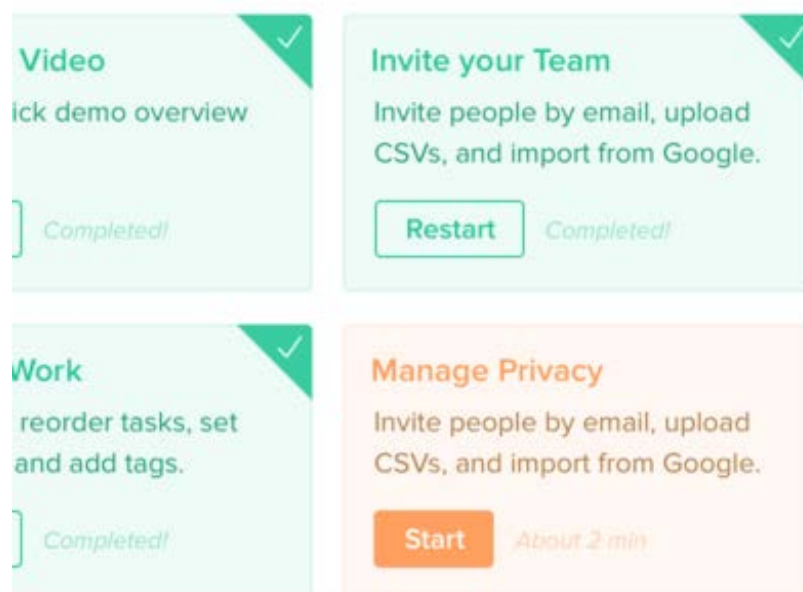 Video
ick demo overview
Completed!
Invite your Team
Invite people by email, upload
CSVs, and import from Google.
Restart
Completed!
Work
reorder tasks, set
and add tags.
Completed!
Manage Privacy
Invite people by email, upload
CSVs, and import from Google.
Start
About 2 min